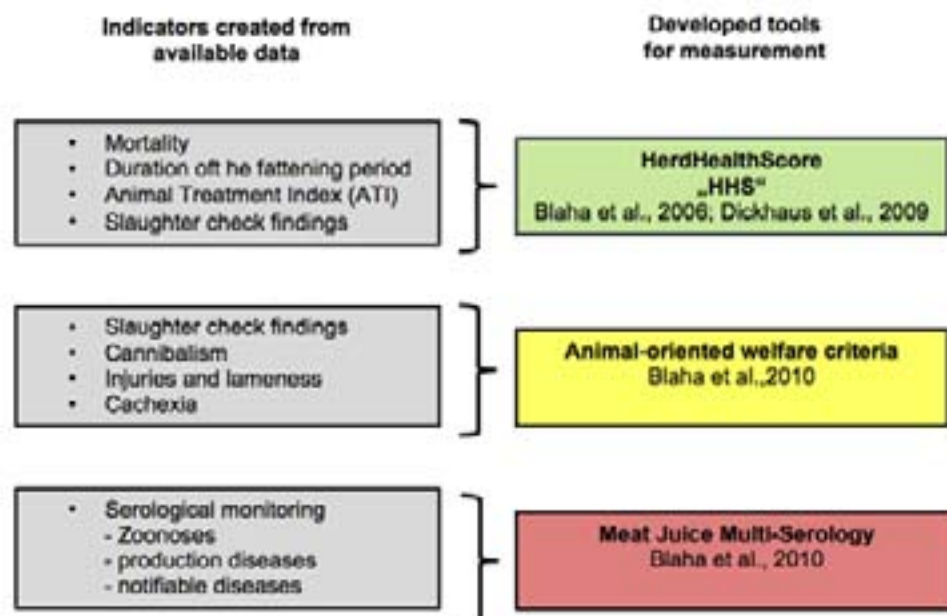 Indicators created from
available data
Developed tools
for measurement
• Mortality
• Duration oft he fattening period
• Animal Treatment Index (ATI)
• Slaughter check findings
HerdHealthScore
„HHS“
Blaha et al., 2006; Dickhaus et al., 2009
• Slaughter check findings
• Cannibalism
• Injuries and lameness
• Cachexia
Animal-oriented welfare criteria
Blaha et al.,2010
• Serological monitoring
- Zoonoses
- production diseases
- notifiable diseases
Meat Juice Multi-Serology
Blaha et al., 2010